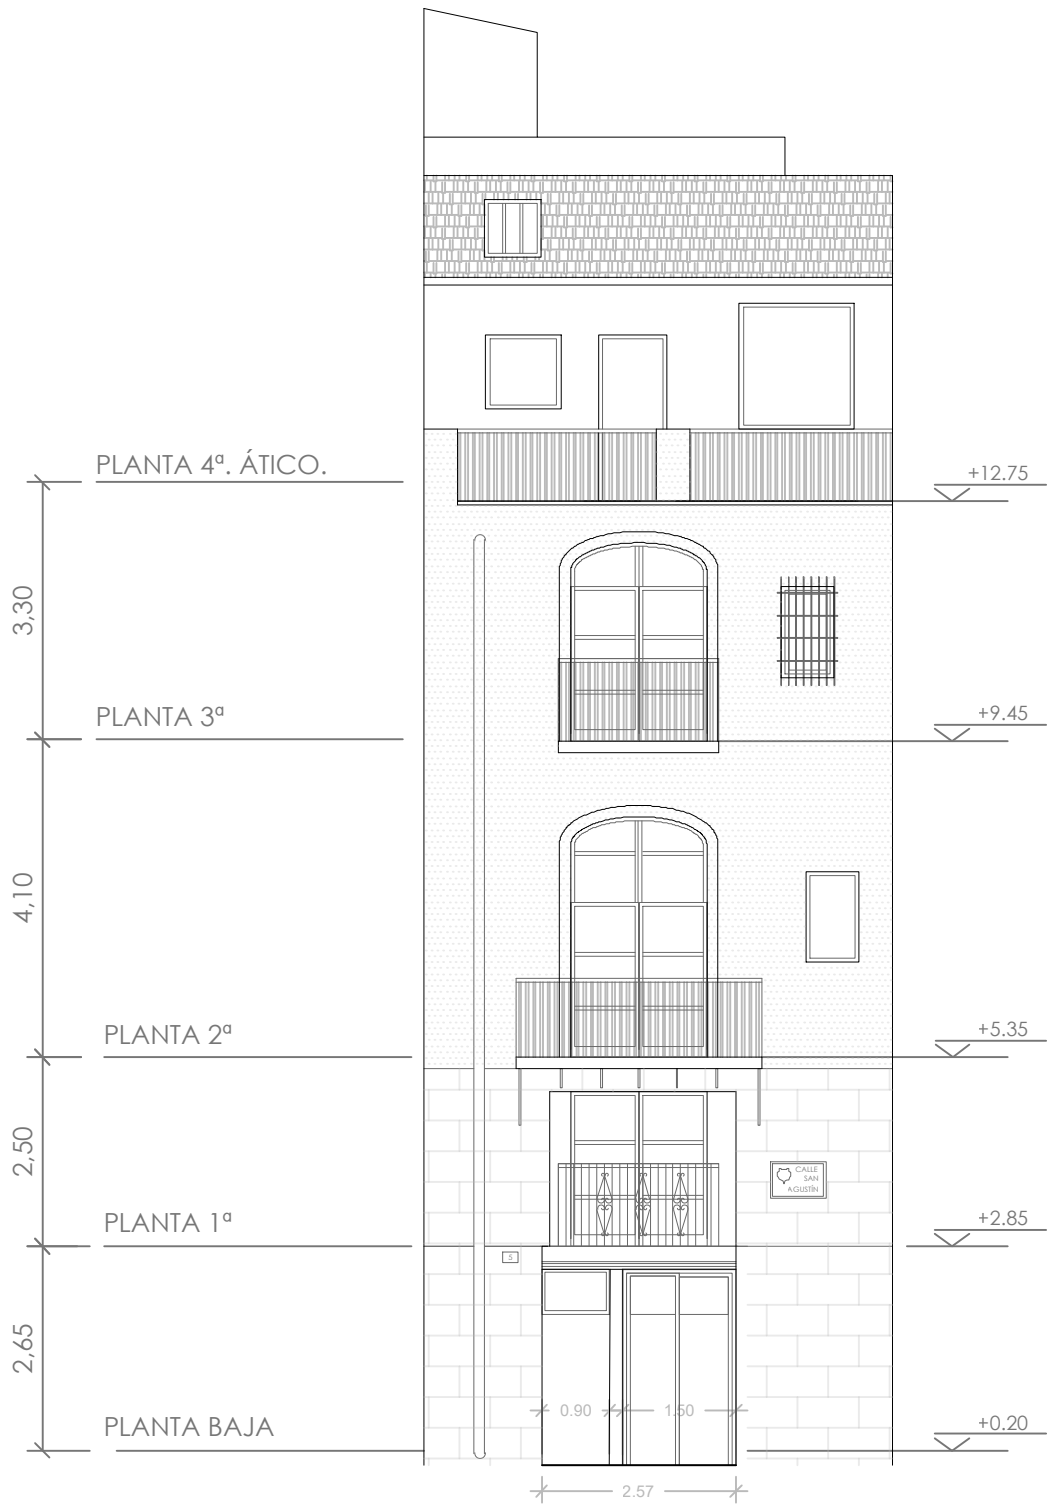 PLANTA 4ª. ÁTICO.
+12.75
3,30
PLANTA 3ª
+9.45
4,10
PLANTA 2ª
+5.35
2,50
CALLE
SAN
AGUSTÍN
PLANTA 1ª
+2.85
5
2,65
0.90
1.50
PLANTA BAJA
+0.20
2.57